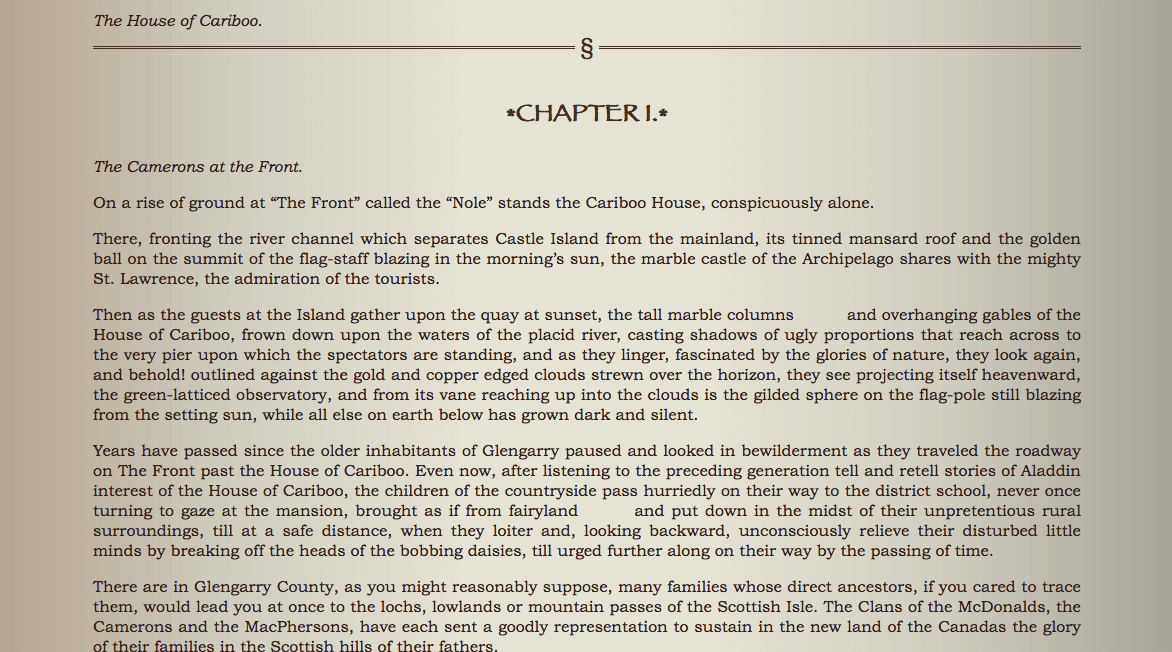 The House of Cariboo.
§
*CHAPTER I.*
The Camerons at the Front.
On a rise of ground at “The Front” called the “Nole” stands the Cariboo House, conspicuously alone.
There, fronting the river channel which separates Castle Island from the mainland, its tinned mansard roof and the golden
ball on the summit of the flag-staff blazing in the morning’s sun, the marble castle of the Archipelago shares with the mighty
St. Lawrence, the admiration of the tourists.
Then as the guests at the Island gather upon the quay at sunset, the tall marble columns and overhanging gables of the
House of Cariboo, frown down upon the waters of the placid river, casting shadows of ugly proportions that reach across to
the very pier upon which the spectators are standing, and as they linger, fascinated by the glories of nature, they look again,
and behold! outlined against the gold and copper edged clouds strewn over the horizon, they see projecting itself heavenward,
the green-latticed observatory, and from its vane reaching up into the clouds is the gilded sphere on the flag-pole still blazing
from the setting sun, while all else on earth below has grown dark and silent.
Years have passed since the older inhabitants of Glengarry paused and looked in bewilderment as they traveled the roadway
on The Front past the House of Cariboo. Even now, after listening to the preceding generation tell and retell stories of Aladdin
interest of the House of Cariboo, the children of the countryside pass hurriedly on their way to the district school, never once
turning to gaze at the mansion, brought as if from fairyland and put down in the midst of their unpretentious rural
surroundings, till at a safe distance, when they loiter and, looking backward, unconsciously relieve their disturbed little
minds by breaking off the heads of the bobbing daisies, till urged further along on their way by the passing of time.
There are in Glengarry County, as you might reasonably suppose, many families whose direct ancestors, if you cared to trace
them, would lead you at once to the lochs, lowlands or mountain passes of the Scottish Isle. The Clans of the McDonalds, the
Camerons and the MacPhersons, have each sent a goodly representation to sustain in the new land of the Canadas the glory
of their families in the Scottish hills of their fathers.